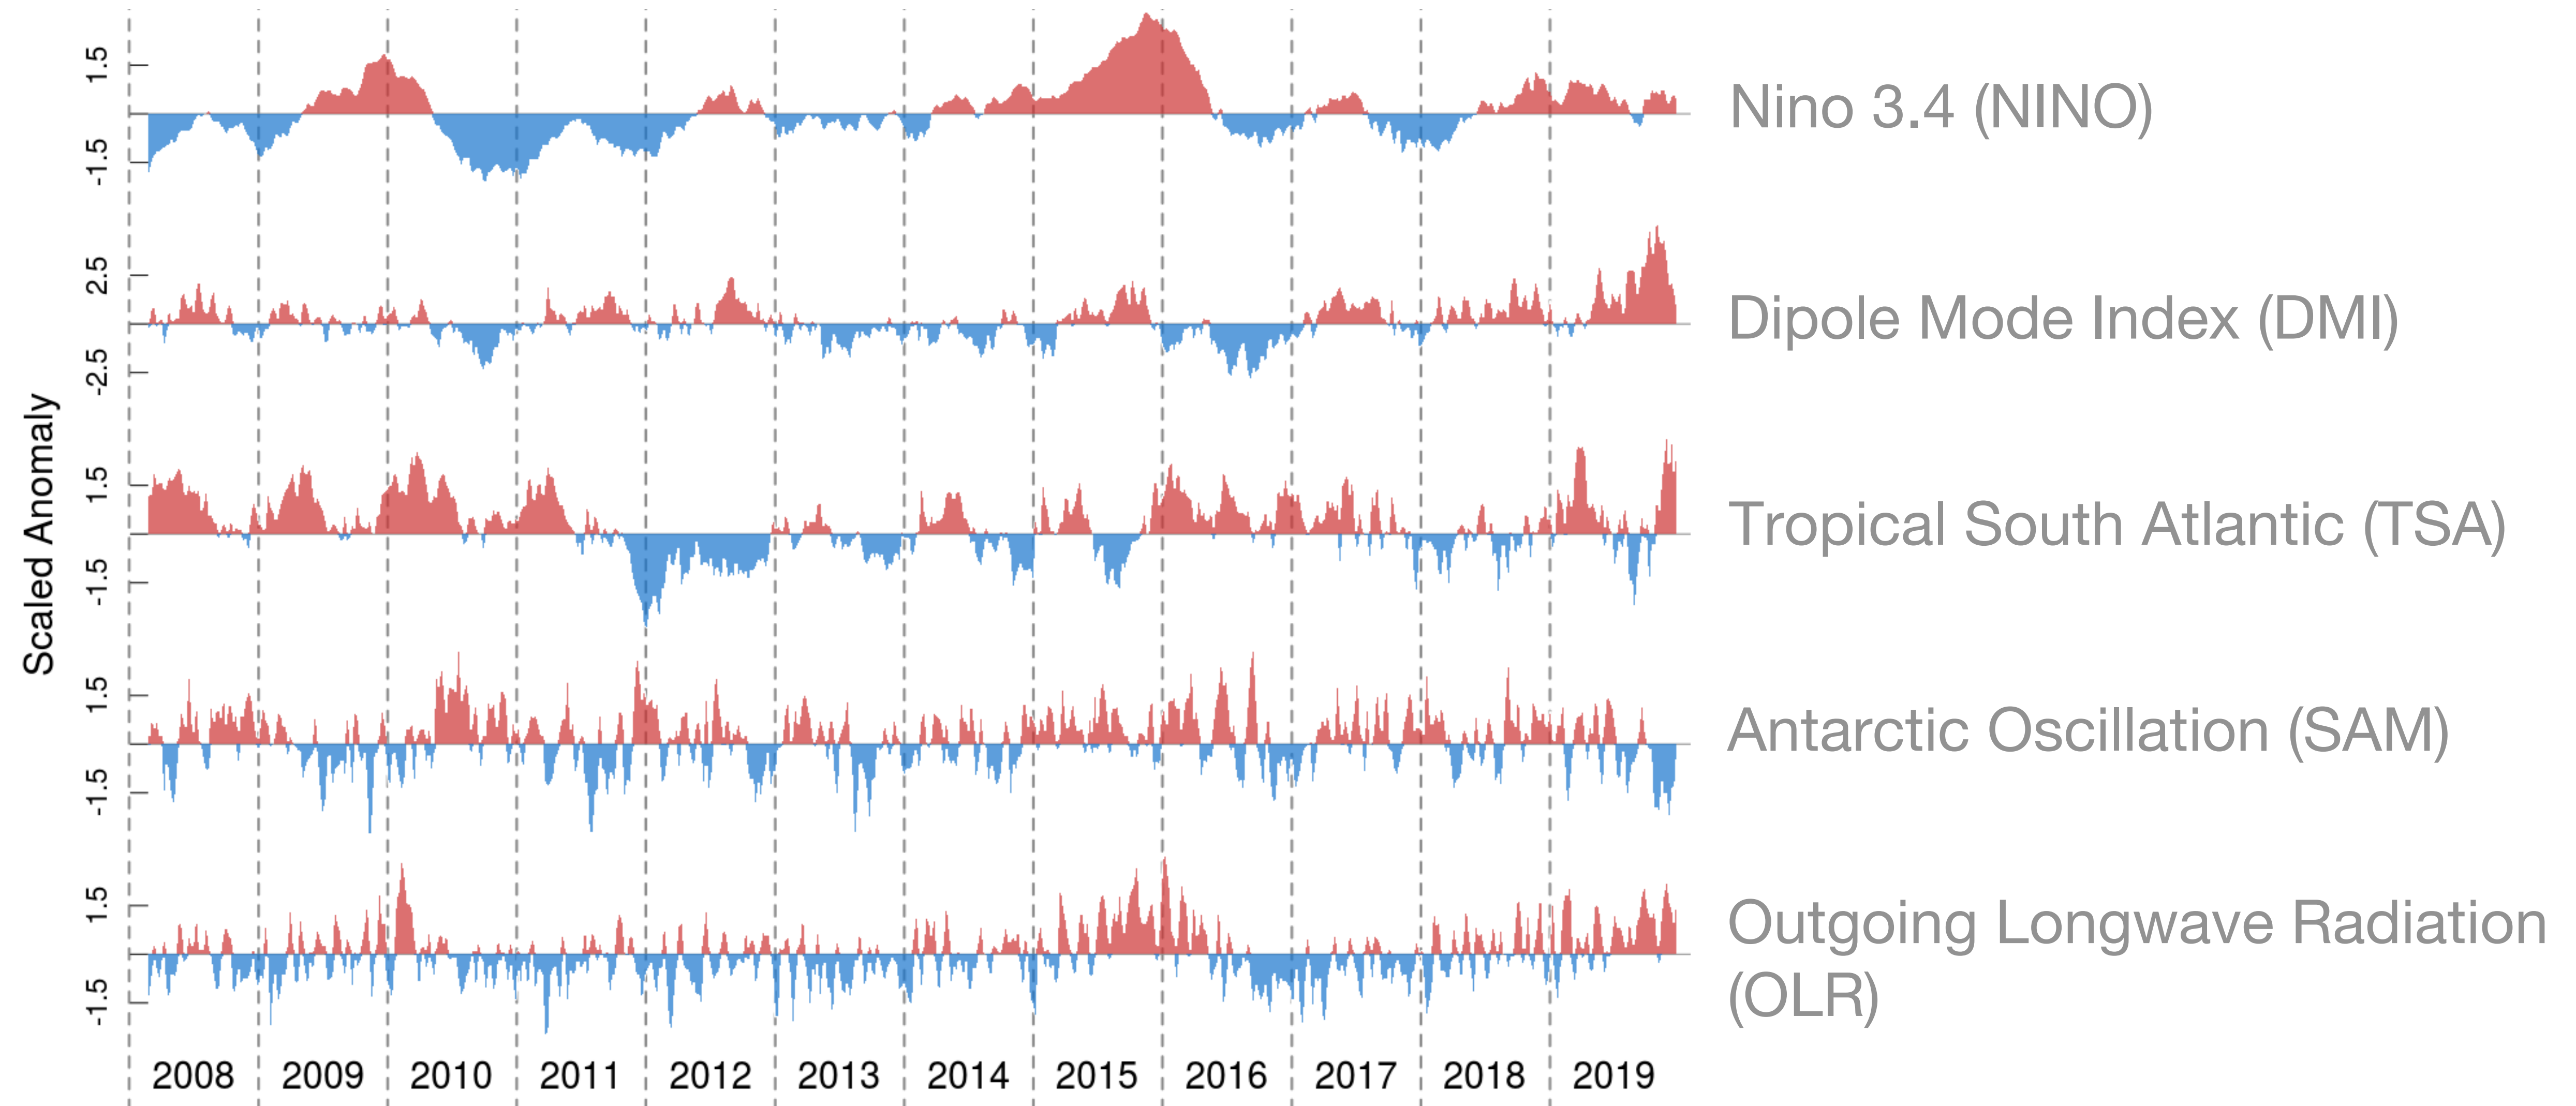 Scaled Anomaly
1.5
-1.5
Nino 3.4 (NINO)
2.5
-2.5
Dipole Mode Index (DMI)
1.5
-1.5
Tropical South Atlantic (TSA)
1.5
-1.5
Antarctic Oscillation (SAM)
1.5
-1.5
Outgoing Longwave Radiation
(OLR)
2008 2009 2010 2011 2012 2013 2014 2015 2016 2017 2018 2019